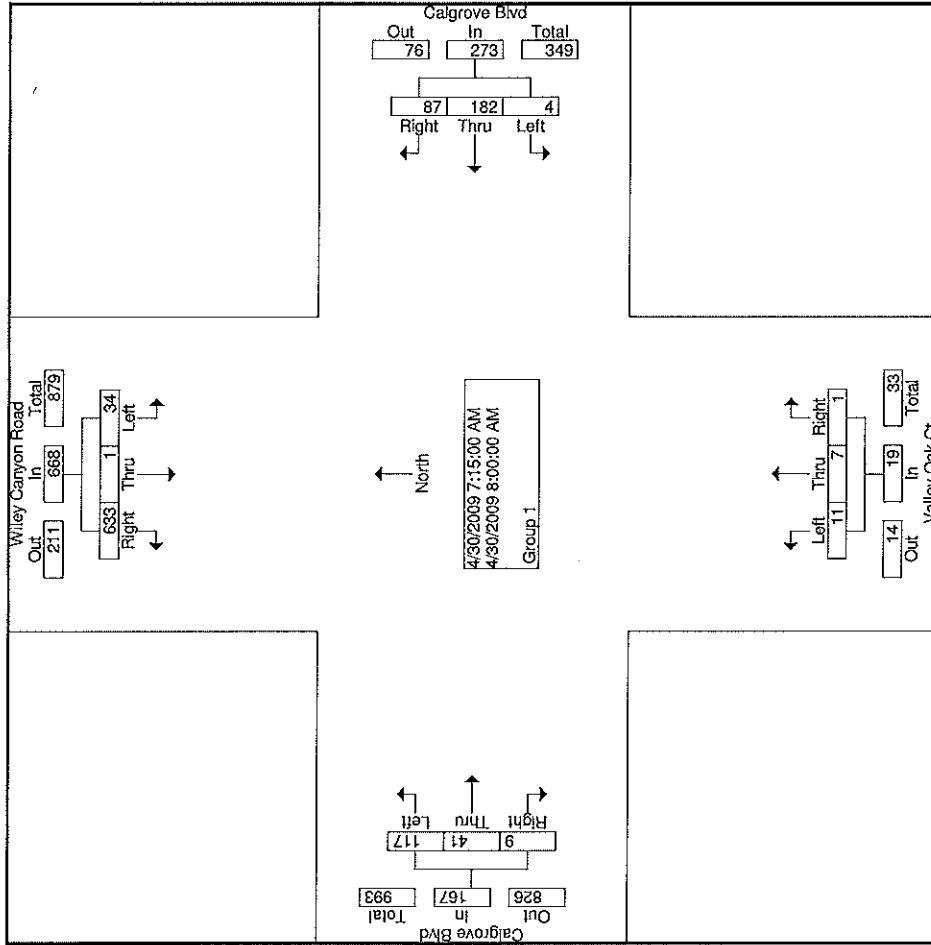 Calgrove Blvd
Out In Total
76 273 349
87 182 4
Right Thru Left
Wiley Canyon Road
Out In Total
211 668 879
633 1 34
Right Thru Left
North
4/30/2009 7:15:00 AM
4/30/2009 8:00:00 AM
Group 1
Left Thru Right
11 7 1
14 19 33
Out In Total
Valley Oak Ct
Left Thru Right
117 41 9
Total In Out
993 167 826
Calgrove Blvd